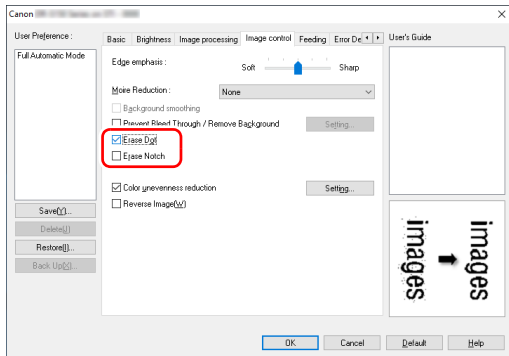 Canon
User Preference :
Full Automatic Mode
Save(Y)...
Delete(J)
Restore(I)...
Back Up(X)...
Basic Brightness Image processing Image control Feeding Error De
Edge emphasis :
Soft Sharp
Moire Reduction : None
Background smoothing
Prevent Bleed Through / Remove Background Setting...
Erase Dot
Erase Notch
Color unevenness reduction Setting...
Reverse Image(W)
User's Guide
images
images
OK Cancel Default Help